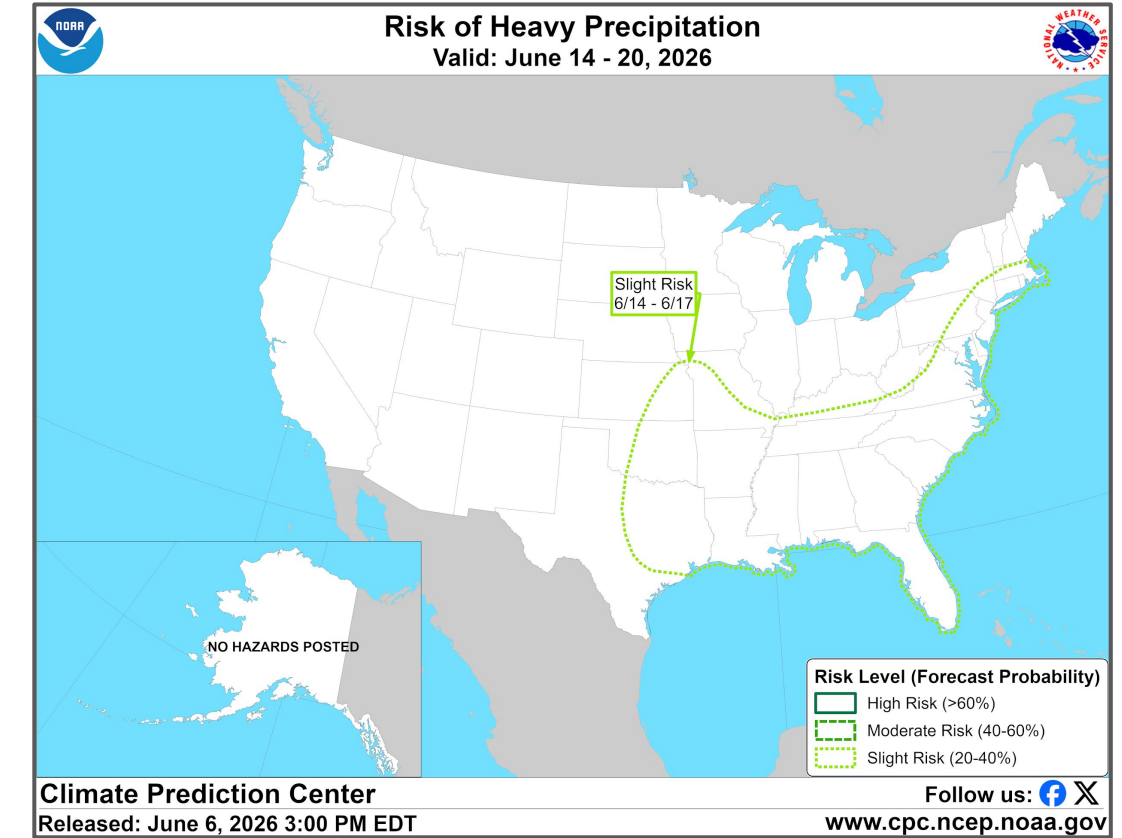 NOAA
Risk of Heavy Precipitation
Valid: June 14 - 20, 2026
NATIONAL WEATHER SERVICE
Slight Risk
6/14 - 6/17
NO HAZARDS POSTED
Risk Level (Forecast Probability)
High Risk (>60%)
Moderate Risk (40-60%)
Slight Risk (20-40%)
Climate Prediction Center
Follow us:
Released: June 6, 2026 3:00 PM EDT
www.cpc.ncep.noaa.gov